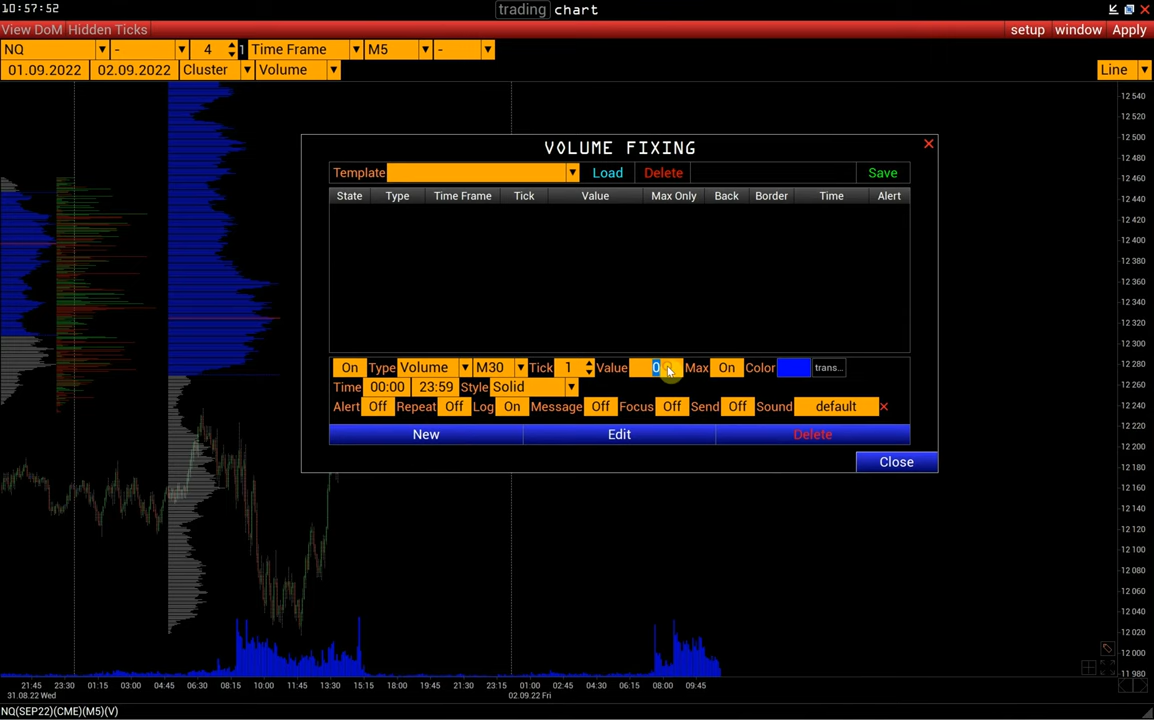 10:57:52 trading chart
View DoM Hidden Ticks setup window Apply
NQ - 4 1 Time Frame M5 -
01.09.2022 02.09.2022 Cluster Volume Line
VOLUME FIXING
Template Load Delete Save
State Type Time Frame Tick Value Max Only Back Border Time Alert
On Type Volume M30 Tick 1 Value 0 Max On Color trans...
Time 00:00 23:59 Style Solid
Alert Off Repeat Off Log On Message Off Focus Off Send Off Sound default
New Edit Delete
Close
12 540
12 520
12 500
12 480
12 460
12 440
12 420
12 400
12 380
12 360
12 340
12 320
12 300
12 280
12 260
12 240
12 220
12 200
12 180
12 160
12 140
12 120
12 100
12 080
12 060
12 040
12 020
12 000
11 980
21:45 23:30 01:15 03:00 04:45 06:30 08:15 10:00 11:45 13:30 15:15 18:00 19:45 21:30 23:15 01:00 02:45 04:30 06:15 08:00 09:45
31.08.22 Wed 02.09.22 Fri
NQ(SEP22)(CME)(M5)(V)